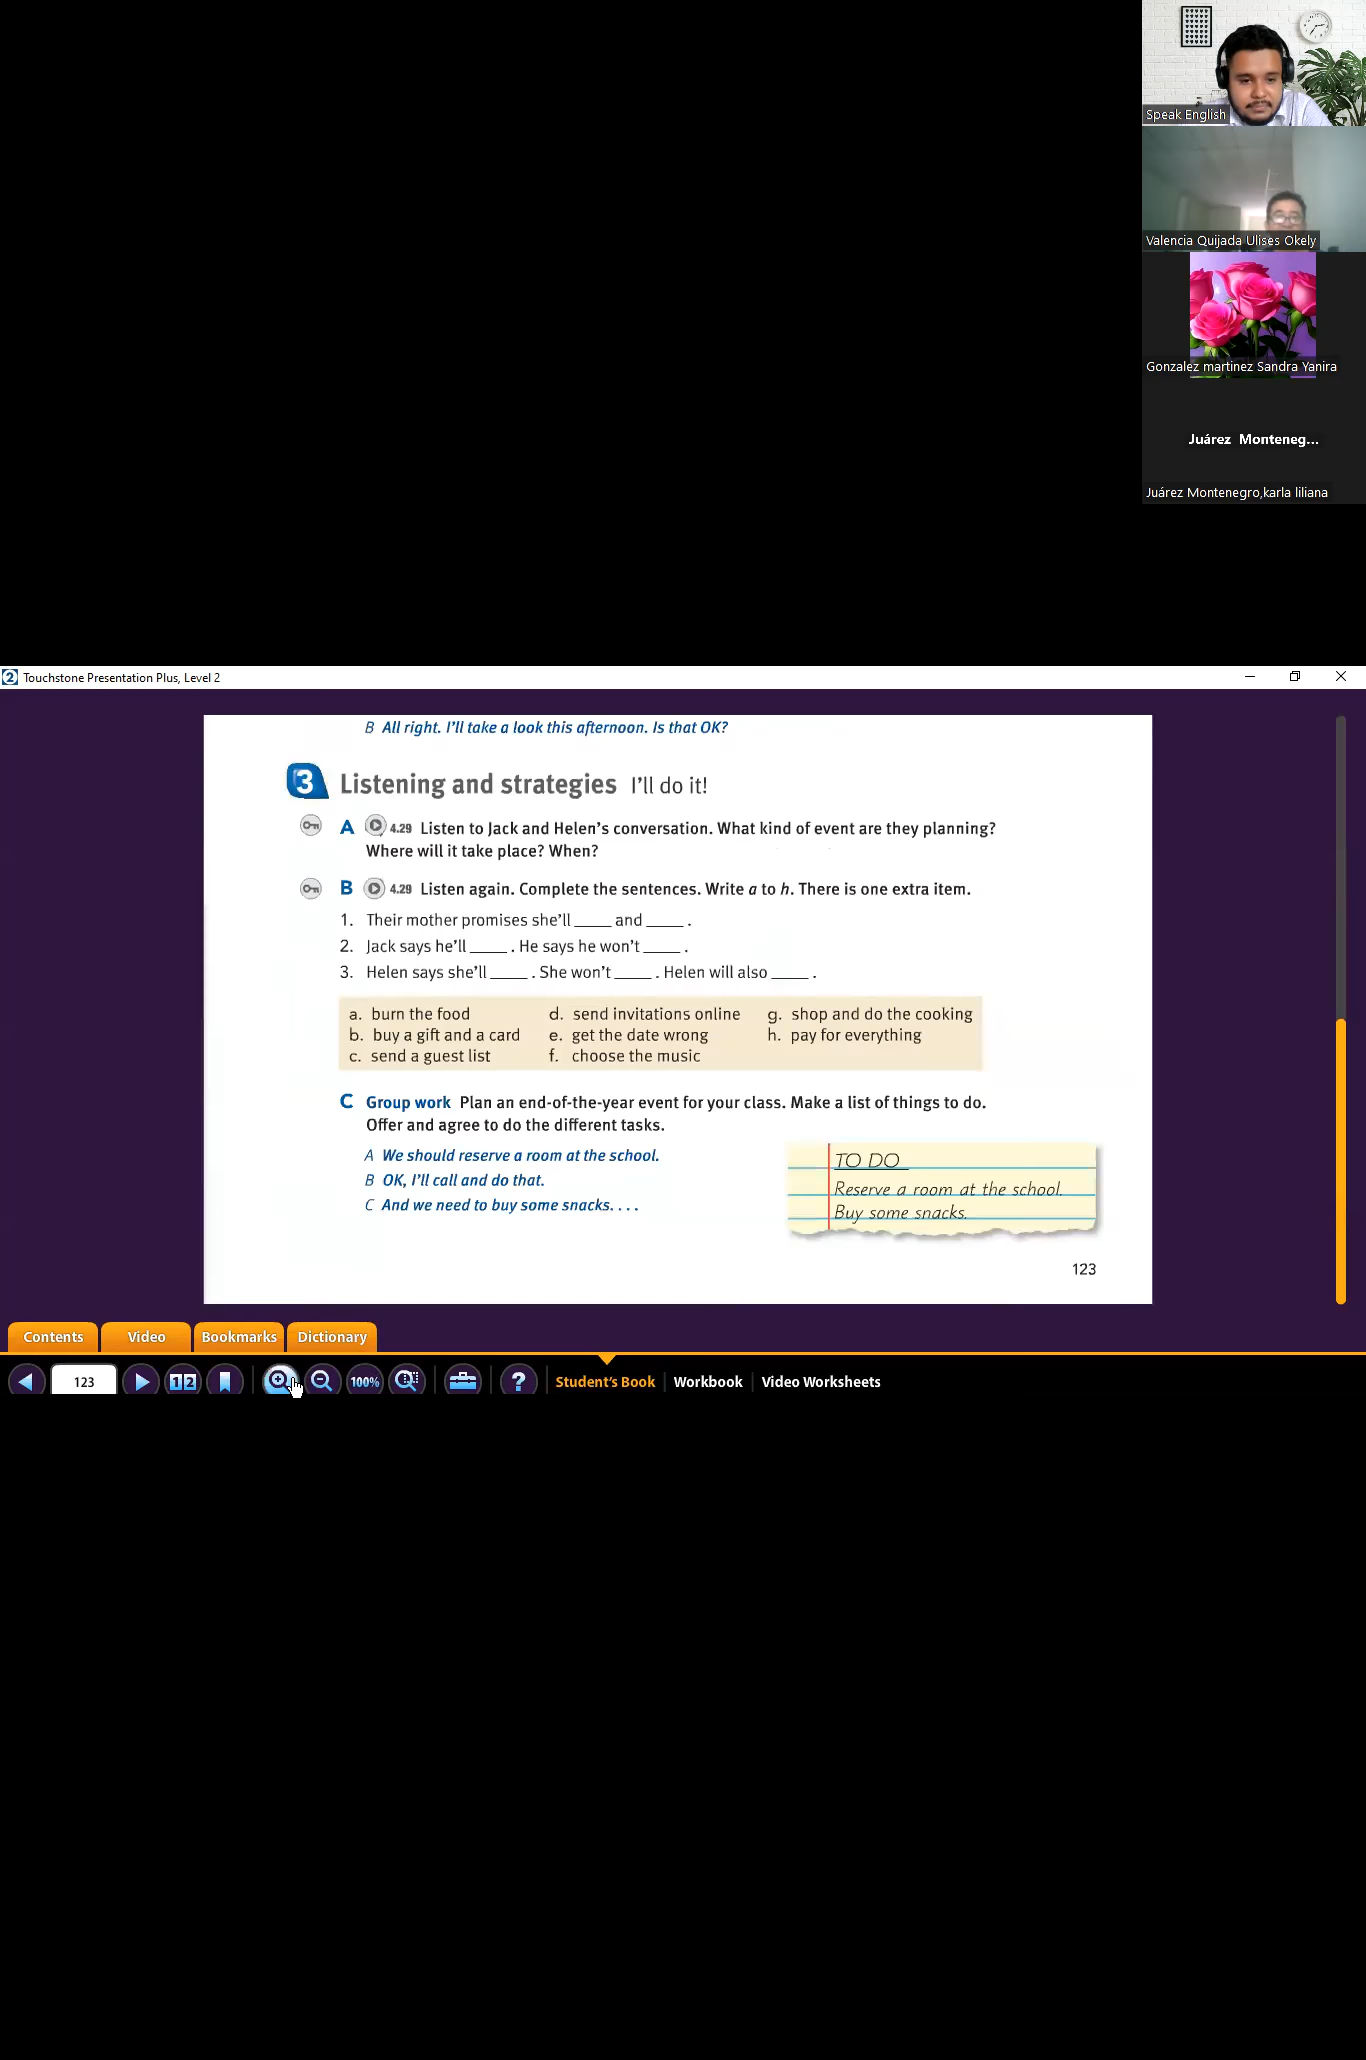 Speak English
Valencia Quijada Ulises Okely
Gonzalez martinez Sandra Yanira
Juárez Monteneg...
Juárez Montenegro,karla liliana
2 Touchstone Presentation Plus, Level 2
B All right. I'll take a look this afternoon. Is that OK?
3 Listening and strategies I'll do it!
A 4.29 Listen to Jack and Helen's conversation. What kind of event are they planning?
Where will it take place? When?
B 4.29 Listen again. Complete the sentences. Write a to h. There is one extra item.
1. Their mother promises she'll ____ and ____ .
2. Jack says he'll ____ . He says he won't ____ .
3. Helen says she'll ____ . She won't ____ . Helen will also ____ .
a. burn the food d. send invitations online g. shop and do the cooking
b. buy a gift and a card e. get the date wrong h. pay for everything
c. send a guest list f. choose the music
C Group work Plan an end-of-the-year event for your class. Make a list of things to do.
Offer and agree to do the different tasks.
A We should reserve a room at the school.
B OK, I'll call and do that.
C And we need to buy some snacks. . . .
TO DO
Reserve a room at the school.
Buy some snacks.
123
Contents Video Bookmarks Dictionary
123 12 100% ? Student's Book Workbook Video Worksheets